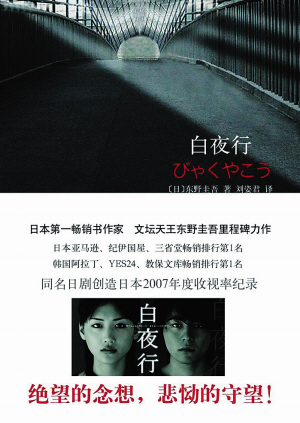 白夜行
びゃくやこう
〔日〕东野圭吾 著 刘姿君 译
日本第一畅销书作家 文坛天王东野圭吾里程碑力作
日本亚马逊、纪伊国屋、三省堂畅销排行第1名
韩国阿拉丁、YES24、教保文库畅销排行第1名
同名日剧创造日本2007年度收视率纪录
白夜行
绝望的念想，悲恸的守望！